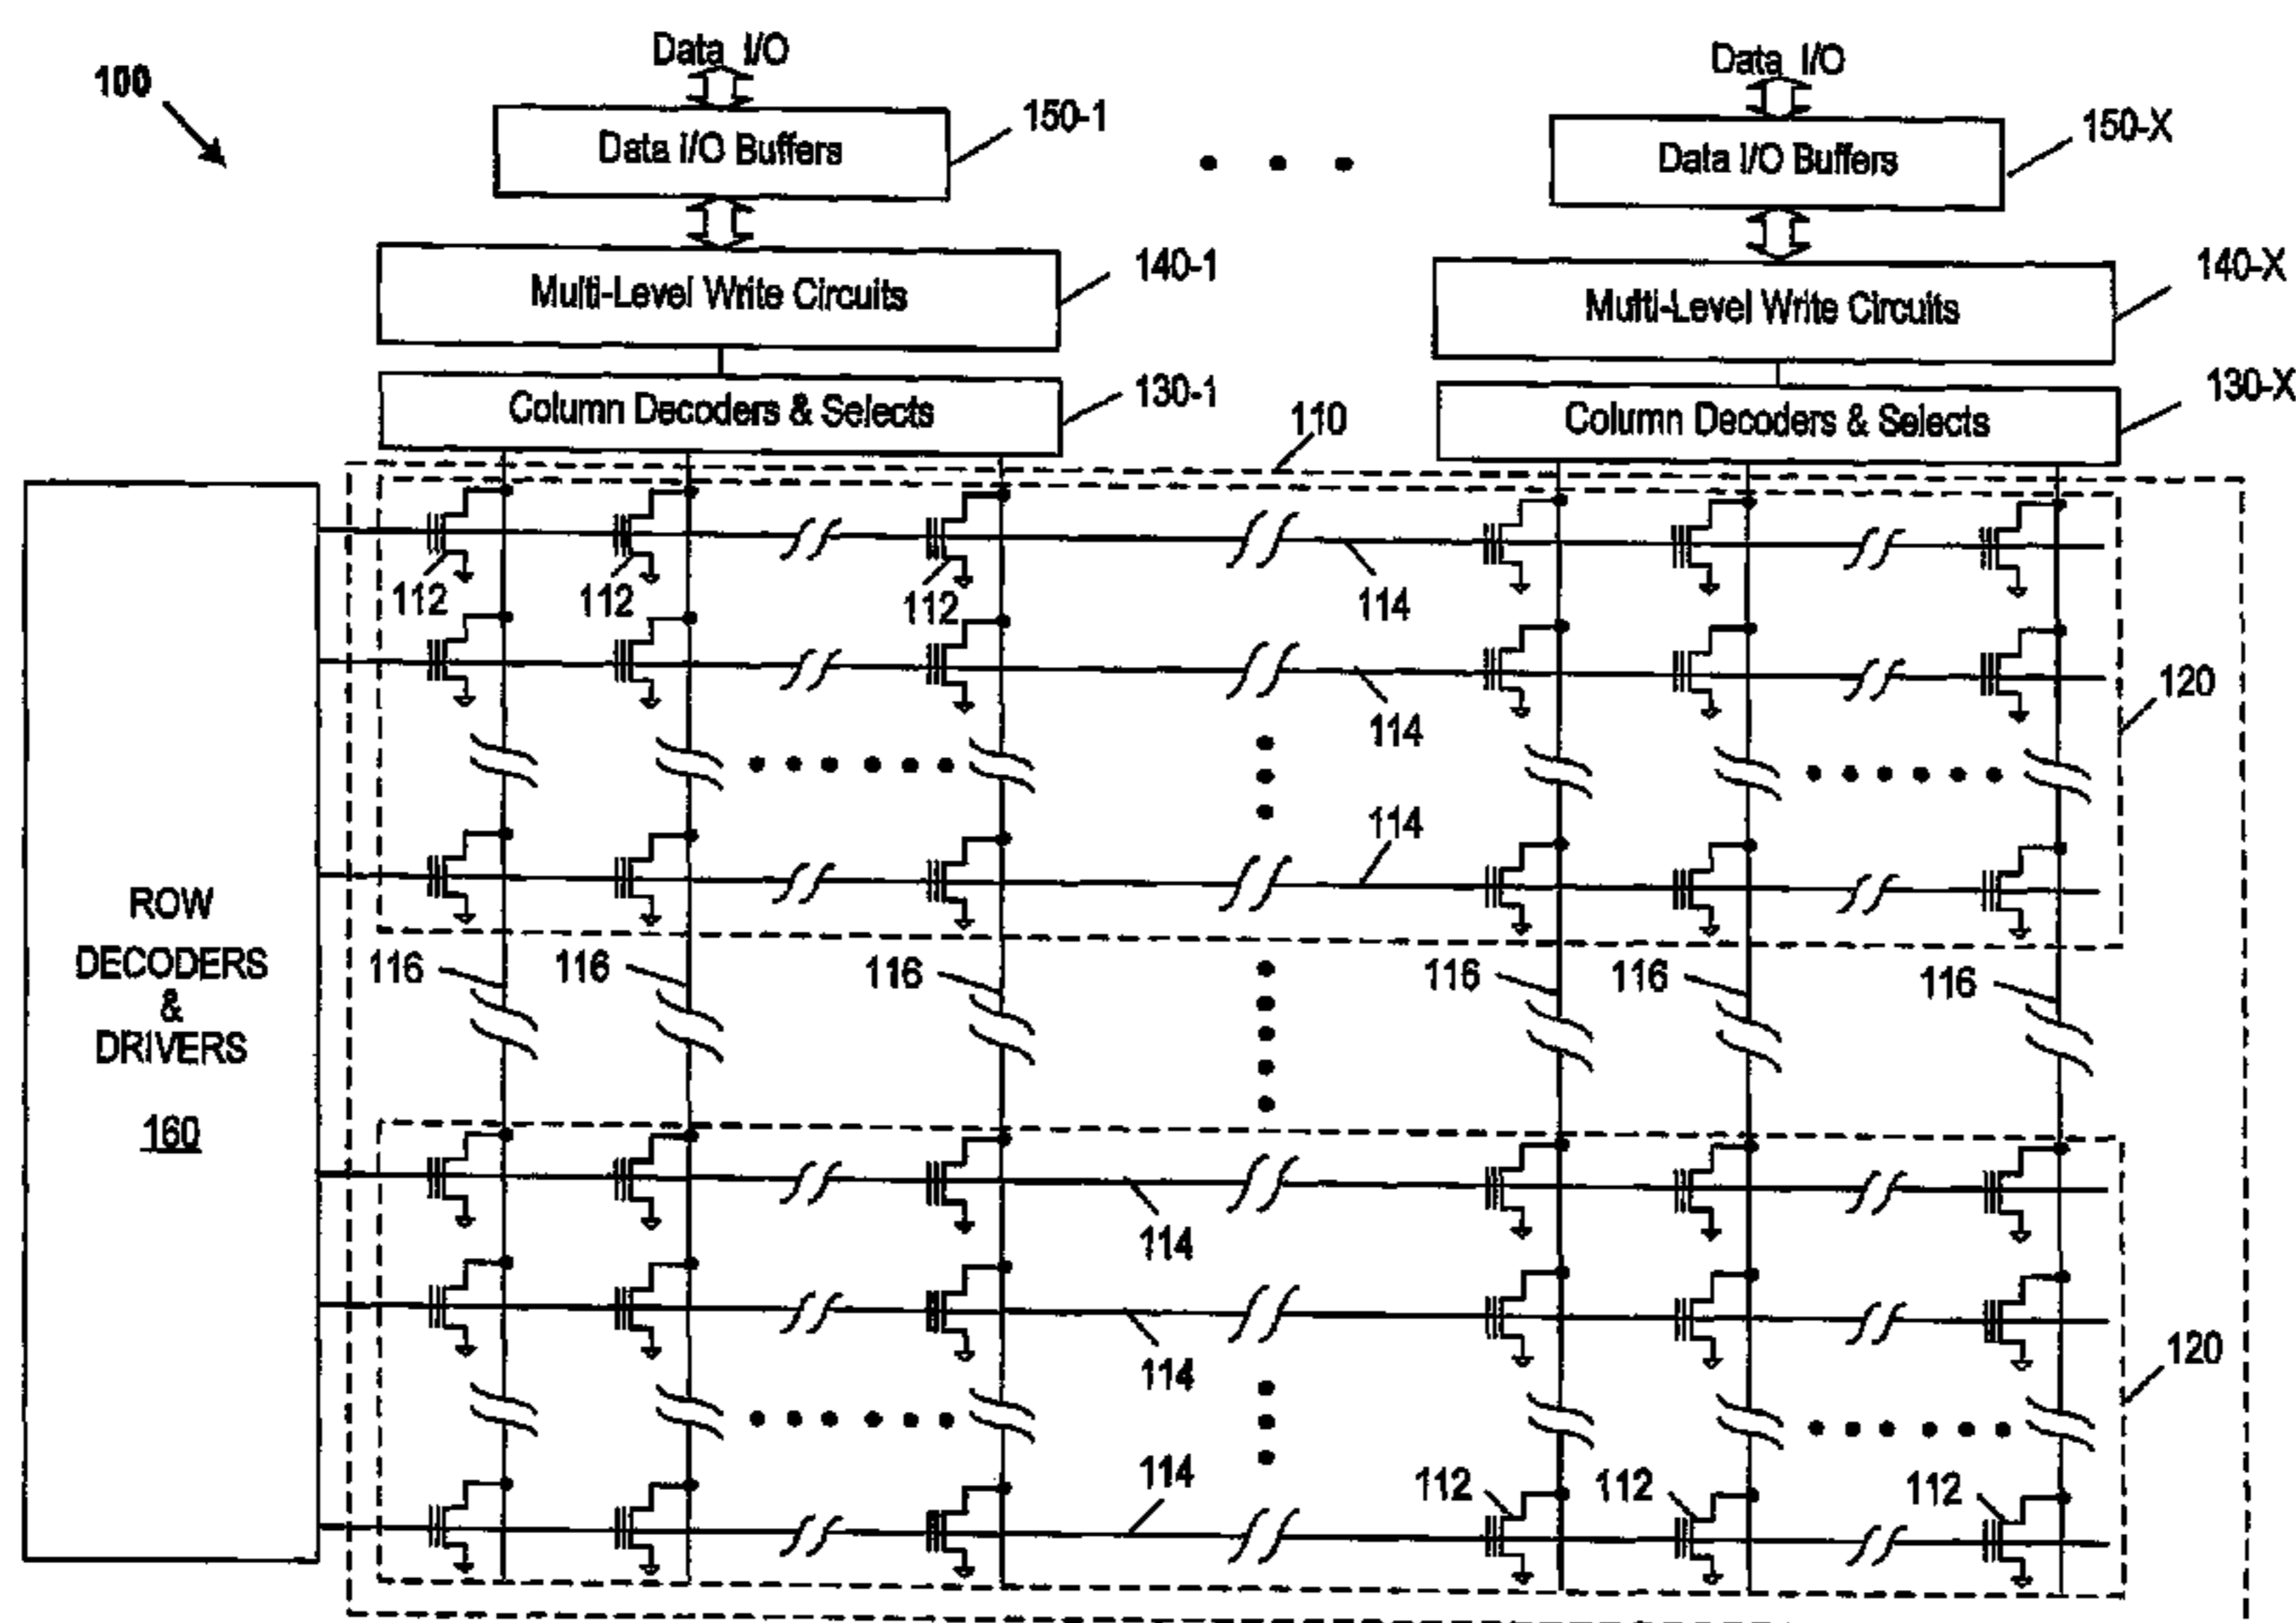 Data I/O
Data I/O
100
150-1
150-X
Data I/O Buffers
Data I/O Buffers
140-1
140-X
Multi-Level Write Circuits
Multi-Level Write Circuits
130-1
130-X
Column Decoders & Selects
Column Decoders & Selects
110
112
112
112
114
120
114
114
ROW
DECODERS
&
DRIVERS
160
116
116
116
116
116
116
114
114
120
114
112
112
112